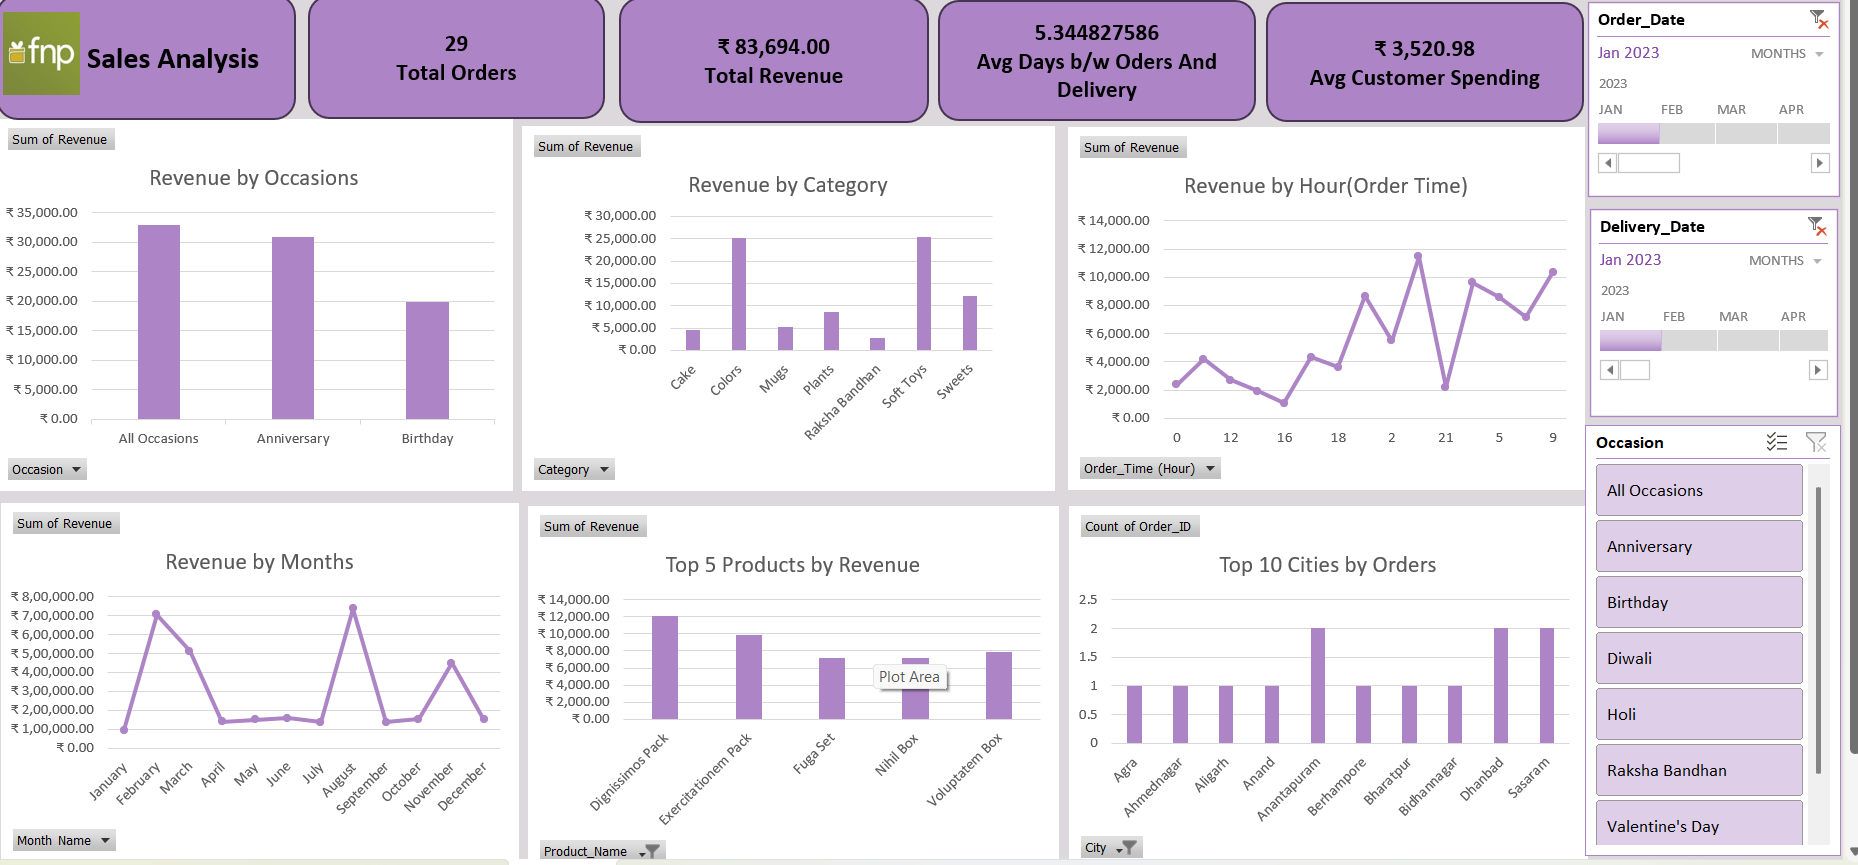 fnp
Sales Analysis
29
Total Orders
₹ 83,694.00
Total Revenue
5.344827586
Avg Days b/w Oders And
Delivery
₹ 3,520.98
Avg Customer Spending
Order_Date
Jan 2023
MONTHS
2023
JAN FEB MAR APR
Delivery_Date
Jan 2023
MONTHS
2023
JAN FEB MAR APR
Occasion
All Occasions
Anniversary
Birthday
Diwali
Holi
Raksha Bandhan
Valentine's Day
Sum of Revenue
Revenue by Occasions
₹ 35,000.00
₹ 30,000.00
₹ 25,000.00
₹ 20,000.00
₹ 15,000.00
₹ 10,000.00
₹ 5,000.00
₹ 0.00
All Occasions Anniversary Birthday
Occasion
Sum of Revenue
Revenue by Category
₹ 30,000.00
₹ 25,000.00
₹ 20,000.00
₹ 15,000.00
₹ 10,000.00
₹ 5,000.00
₹ 0.00
Cake
Colors
Mugs
Plants
Raksha Bandhan
Soft Toys
Sweets
Category
Sum of Revenue
Revenue by Hour(Order Time)
₹ 14,000.00
₹ 12,000.00
₹ 10,000.00
₹ 8,000.00
₹ 6,000.00
₹ 4,000.00
₹ 2,000.00
₹ 0.00
0 12 16 18 2 21 5 9
Order_Time (Hour)
Sum of Revenue
Revenue by Months
₹ 8,00,000.00
₹ 7,00,000.00
₹ 6,00,000.00
₹ 5,00,000.00
₹ 4,00,000.00
₹ 3,00,000.00
₹ 2,00,000.00
₹ 1,00,000.00
₹ 0.00
January
February
March
April
May
June
July
August
September
October
November
December
Month Name
Sum of Revenue
Top 5 Products by Revenue
₹ 14,000.00
₹ 12,000.00
₹ 10,000.00
₹ 8,000.00
₹ 6,000.00
₹ 4,000.00
₹ 2,000.00
₹ 0.00
Plot Area
Dignissimos Pack
Exercitationem Pack
Fuga Set
Nihil Box
Voluptatem Box
Product_Name
Count of Order_ID
Top 10 Cities by Orders
2.5
2
1.5
1
0.5
0
Agra
Ahmednagar
Aligarh
Anand
Anantapuram
Berhampore
Bharatpur
Bidhannagar
Dhanbad
Sasaram
City